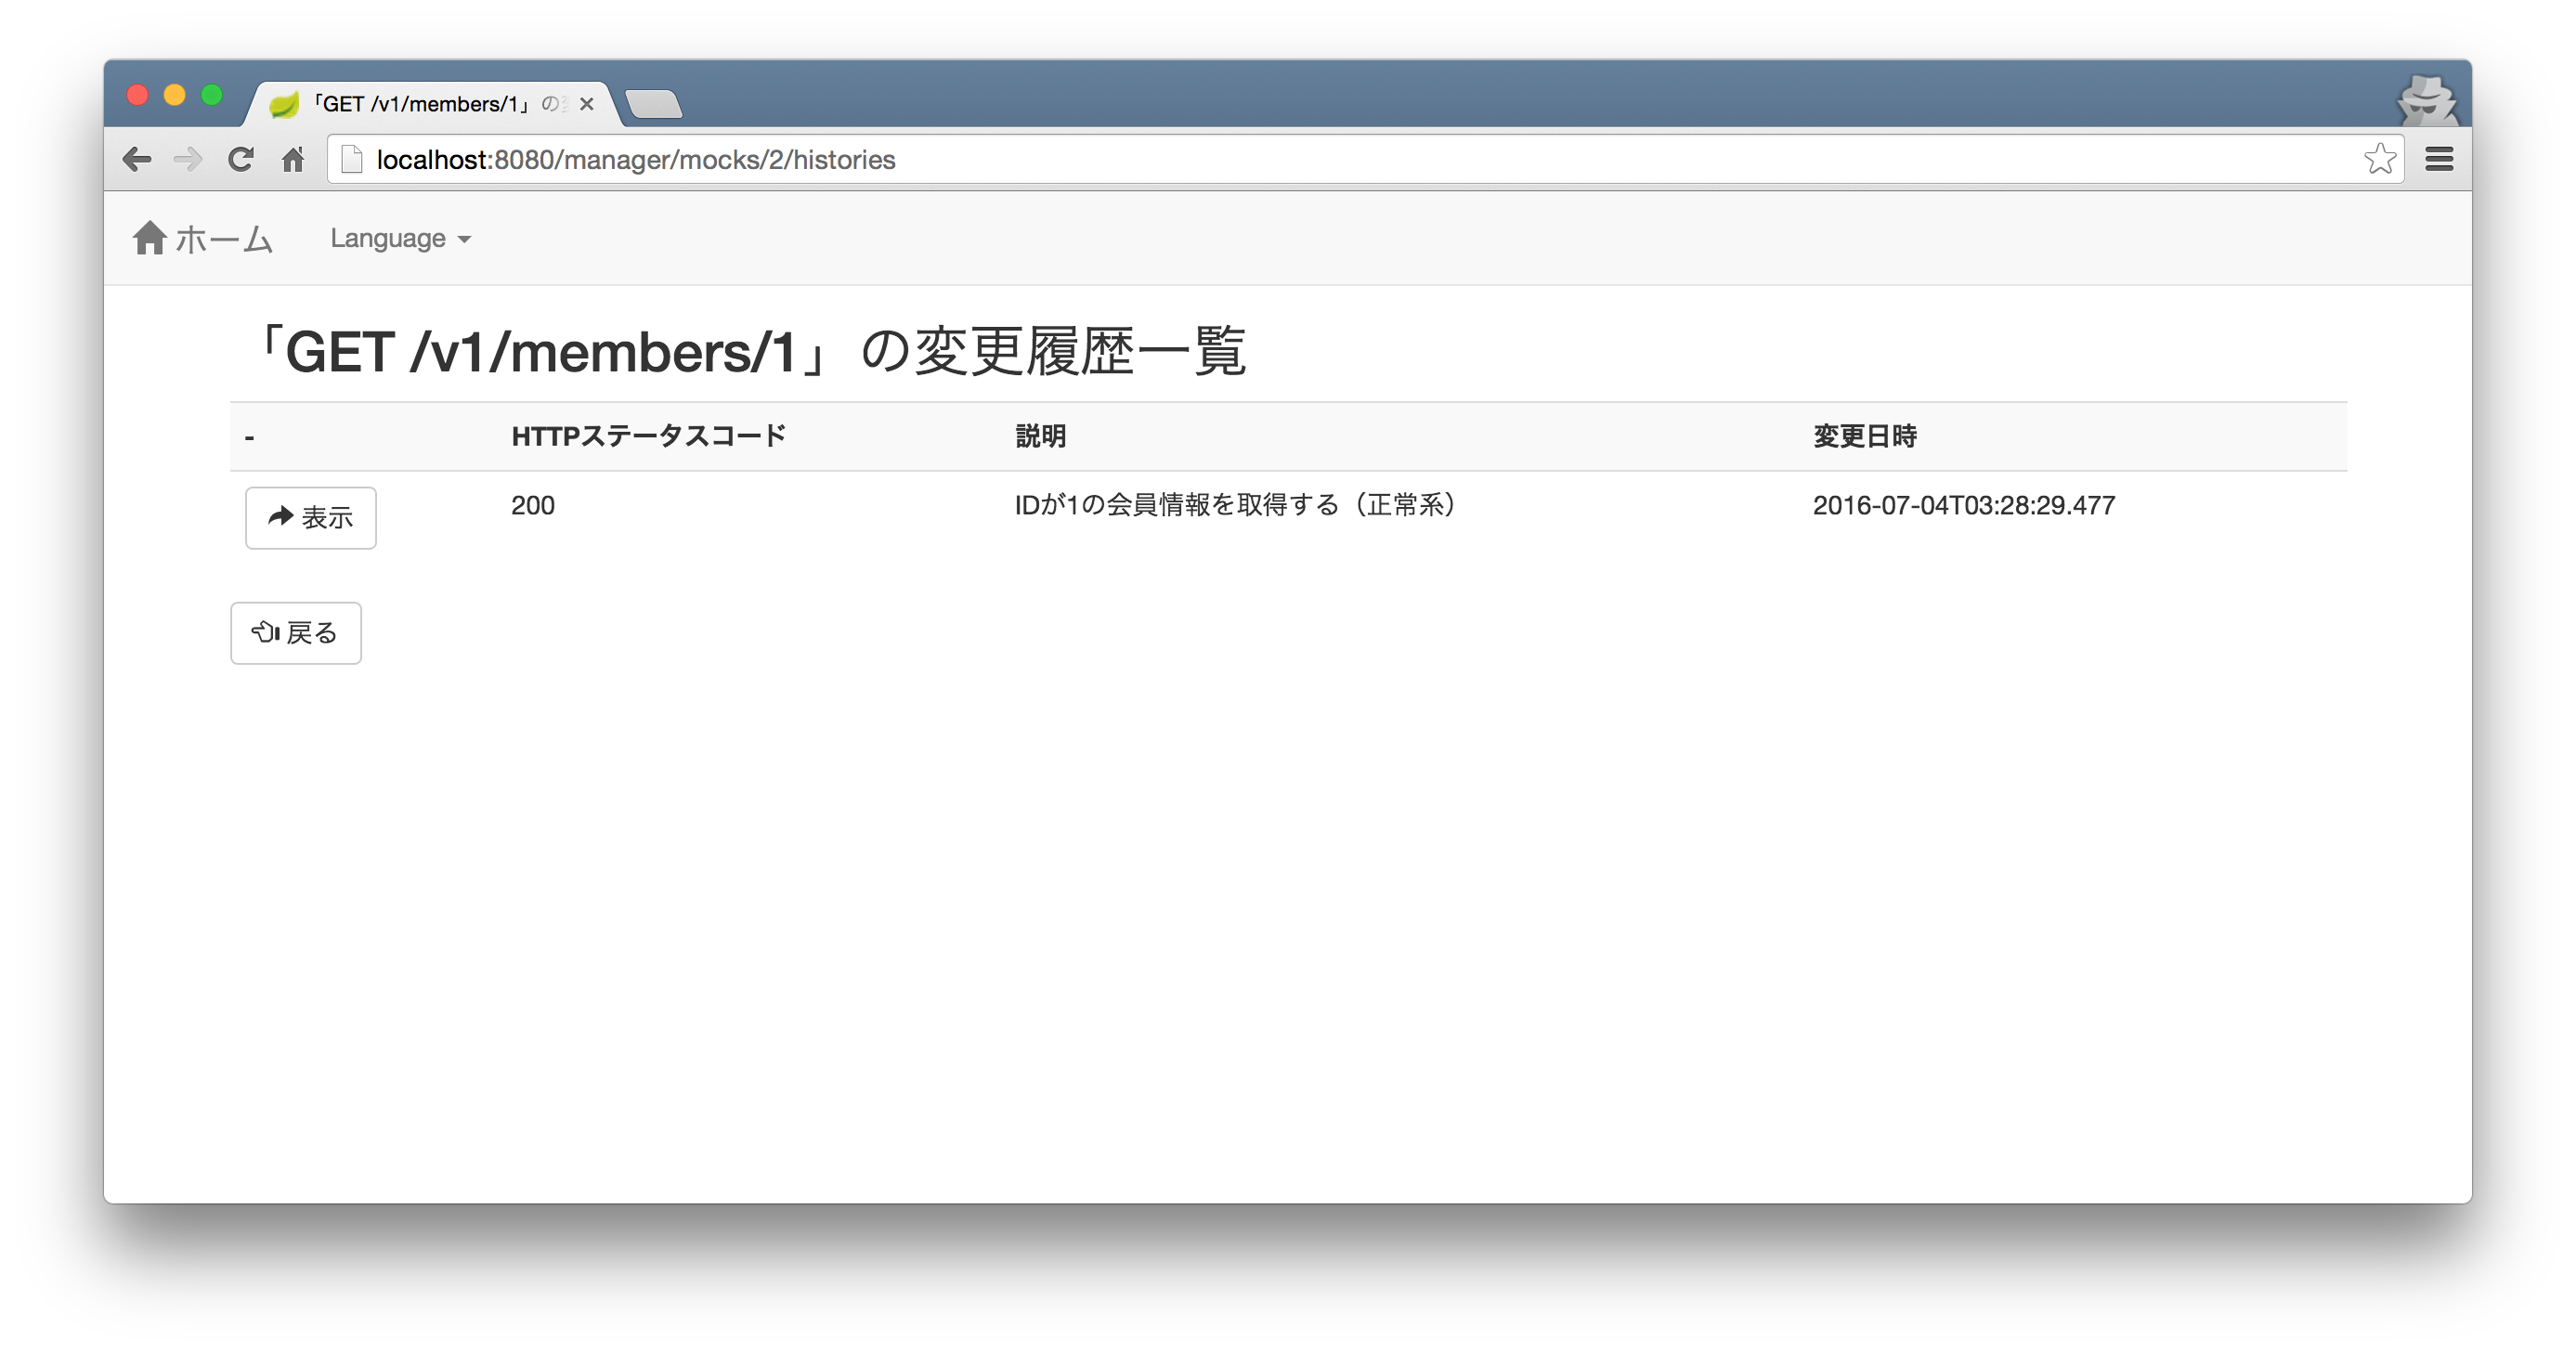 「GET /v1/members/1」の
localhost:8080/manager/mocks/2/histories
ホーム Language
「GET /v1/members/1」の変更履歴一覧
- HTTPステータスコード 説明 変更日時
表示 200 IDが1の会員情報を取得する（正常系） 2016-07-04T03:28:29.477
戻る